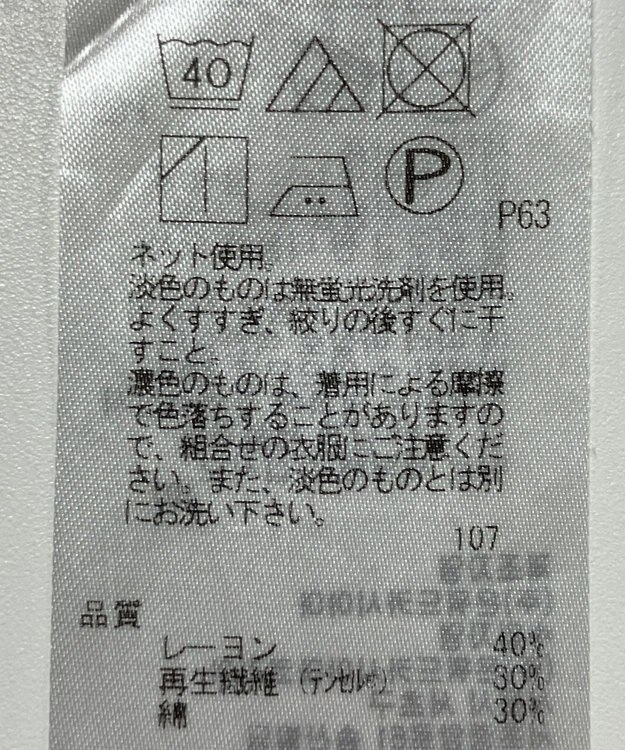 40
P
P63
ネット使用。
淡色のものは無蛍光洗剤を使用。
よくすすぎ、絞りの後すぐに干
すこと。
濃色のものは、着用による摩擦
で色落ちすることがありますの
で、組合せの衣服にご注意くだ
さい。また、淡色のものとは別
にお洗い下さい。
107
品質
レーヨン 40%
再生繊維（テンセル®） 30%
綿 30%